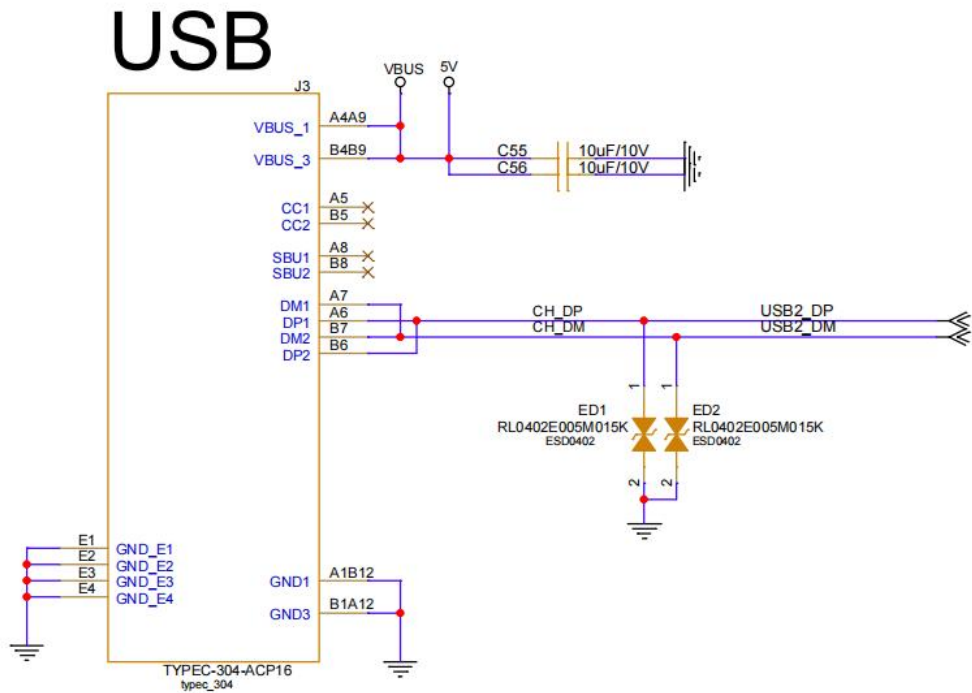 USB
VBUS 5V
J3
VBUS_1 A4A9
VBUS_3 B4B9
C55 10uF/10V
C56 10uF/10V
CC1 A5
CC2 B5
SBU1 A8
SBU2 B8
DM1 A7
DP1 A6 CH_DP USB2_DP
DM2 B7 CH_DM USB2_DM
DP2 B6
1 1
ED1 ED2
RL0402E005M015K RL0402E005M015K
ESD0402 ESD0402
2 2
E1 GND_E1
E2 GND_E2
E3 GND_E3
E4 GND_E4
GND1 A1B12
GND3 B1A12
TYPEC-304-ACP16
typec_304